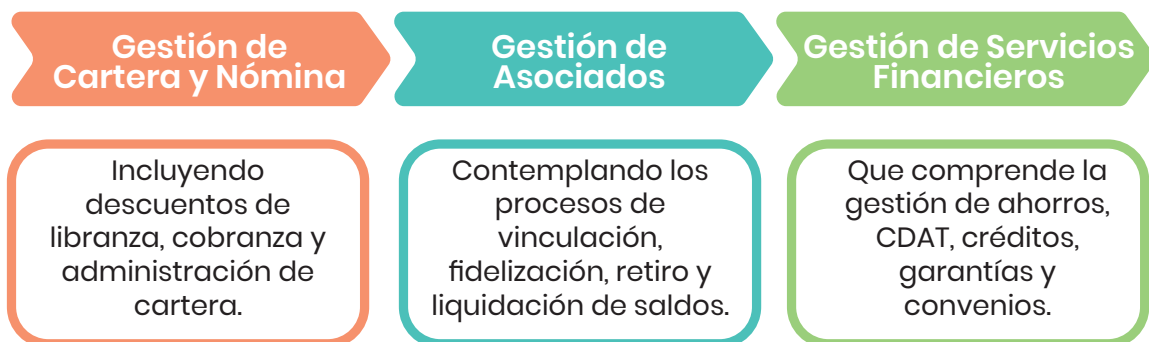 Gestión de
Cartera y Nómina
Gestión de
Asociados
Gestión de Servicios
Financieros
Incluyendo
descuentos de
libranza, cobranza y
administración de
cartera.
Contemplando los
procesos de
vinculación,
fidelización, retiro y
liquidación de saldos.
Que comprende la
gestión de ahorros,
CDAT, créditos,
garantías y
convenios.